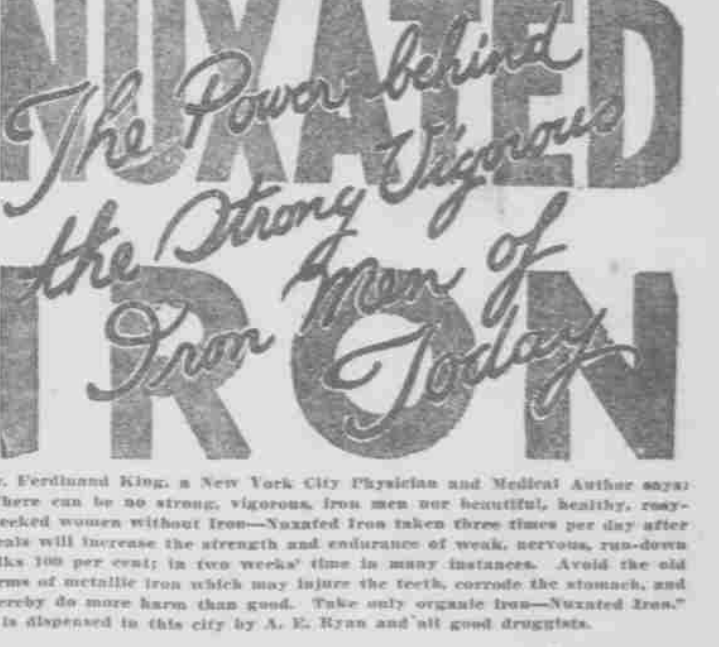 NUXATED
The Power behind
the Strong Vigorous
Iron Men of
Today
IRON
r. Ferdinand King, a New York City Physician and Medical Author says:
here can be no strong, vigorous, iron men nor beautiful, healthy, rosy-
eeked women without Iron—Nuxated Iron taken three times per day after
eals will increase the strength and endurance of weak, nervous, run-down
lks 100 per cent; in two weeks' time in many instances. Avoid the old
rms of metallic iron which may injure the teeth, corrode the stomach, and
ereby do more harm than good. Take only organic iron—Nuxated Iron."
is dispensed in this city by A. E. Ryan and all good druggists.